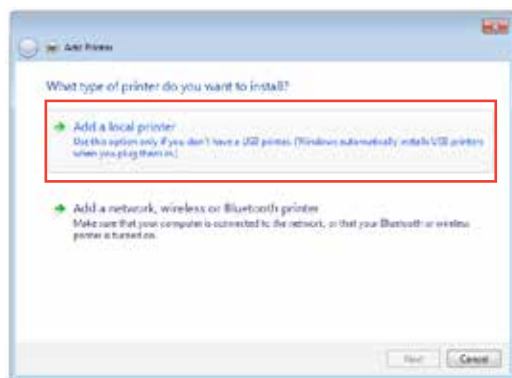 Add Printer
What type of printer do you want to install?
Add a local printer
Use this option only if you don't have a USB printer. (Windows automatically installs USB printers
when you plug them in.)
Add a network, wireless or Bluetooth printer
Make sure that your computer is connected to the network, or that your Bluetooth or wireless
printer is turned on.
Next Cancel